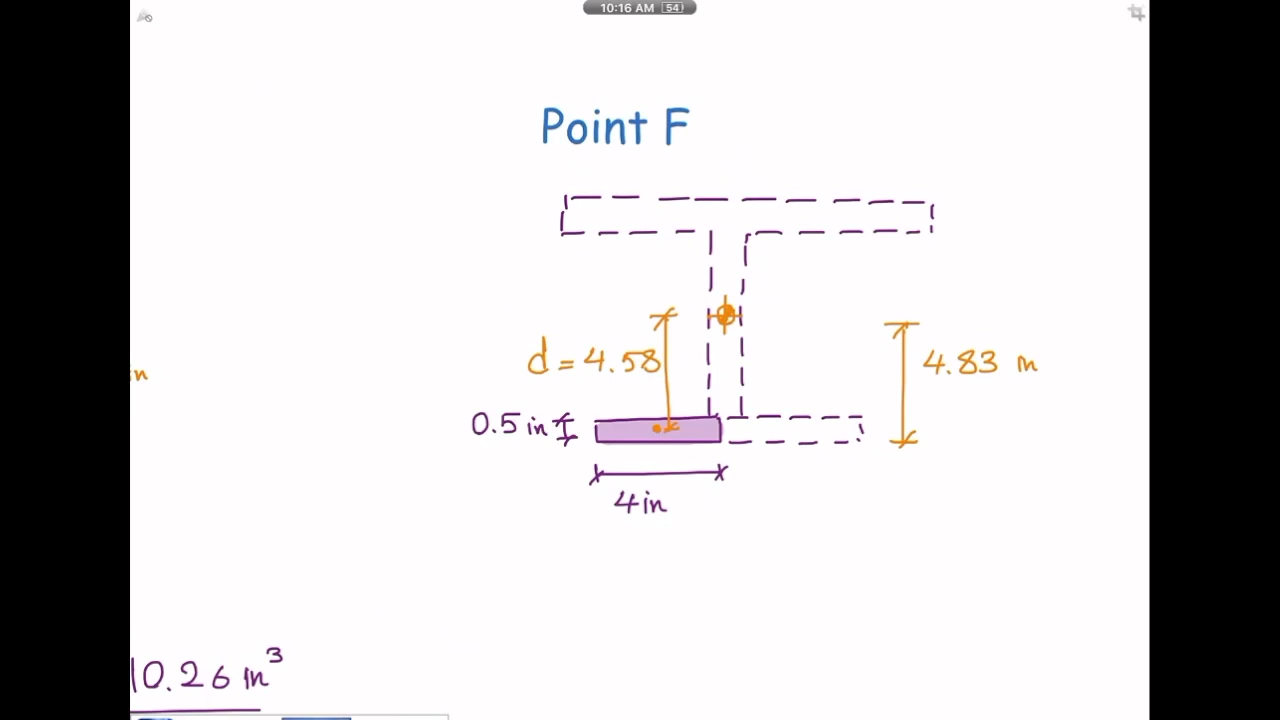 10:16 AM 54
Point F
d = 4.58
4.83 in
n
0.5 in
4 in
10.26 in³